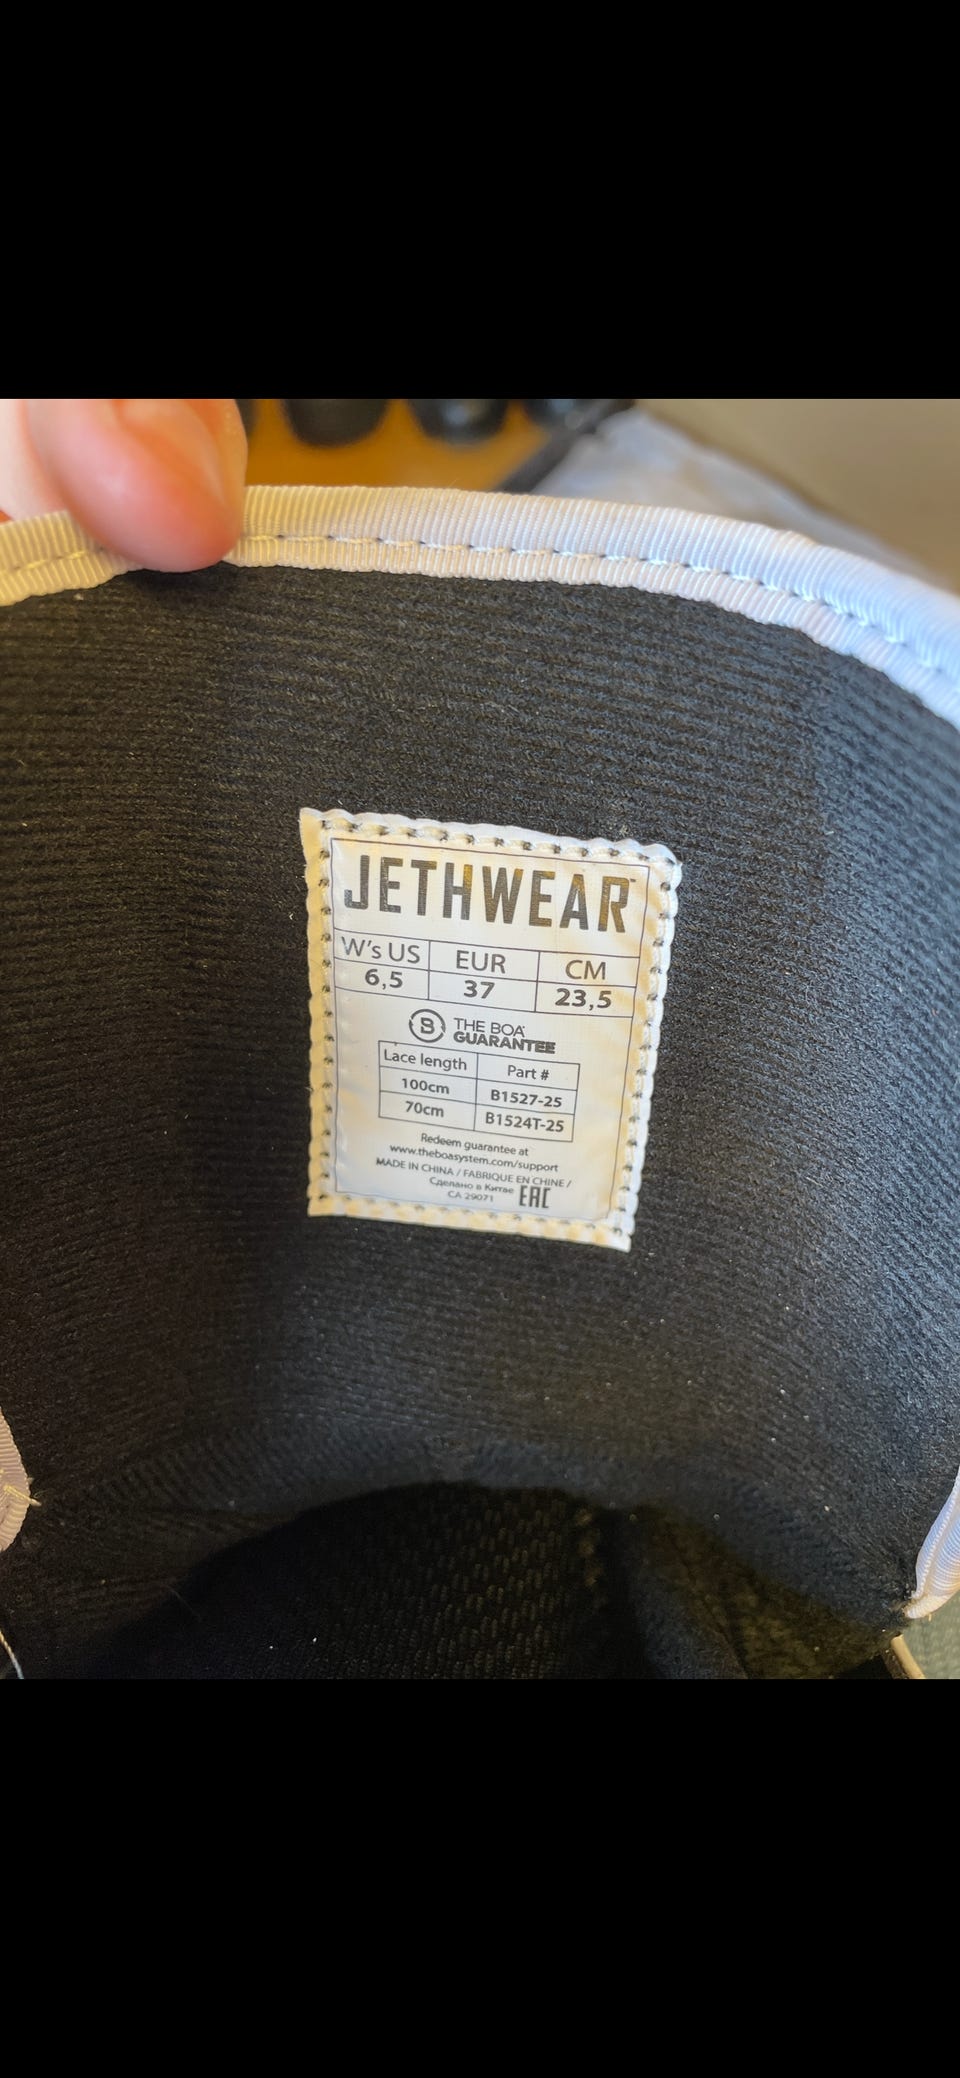 JETHWEAR™
W's US EUR CM
6,5 37 23,5
B THE BOA®
GUARANTEE
Lace length Part #
100cm B1527-25
70cm B1524T-25
Redeem guarantee at
www.theboasystem.com/support
MADE IN CHINA / FABRIQUE EN CHINE /
Сделано в Китае EAC
CA 29071